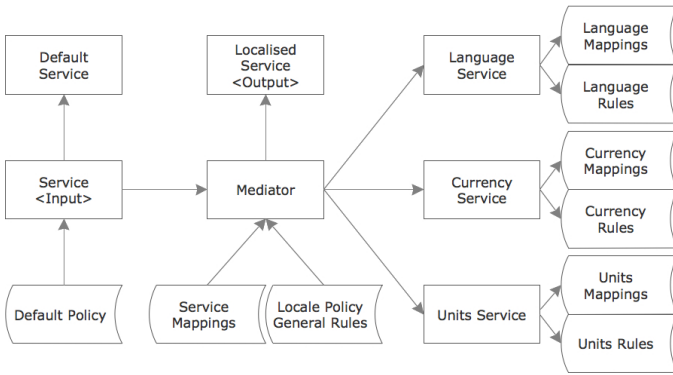 Default
Service
Localised
Service
<Output>
Language
Service
Language
Mappings
Language
Rules
Service
<Input>
Mediator
Currency
Service
Currency
Mappings
Currency
Rules
Default Policy
Service
Mappings
Locale Policy
General Rules
Units Service
Units
Mappings
Units Rules